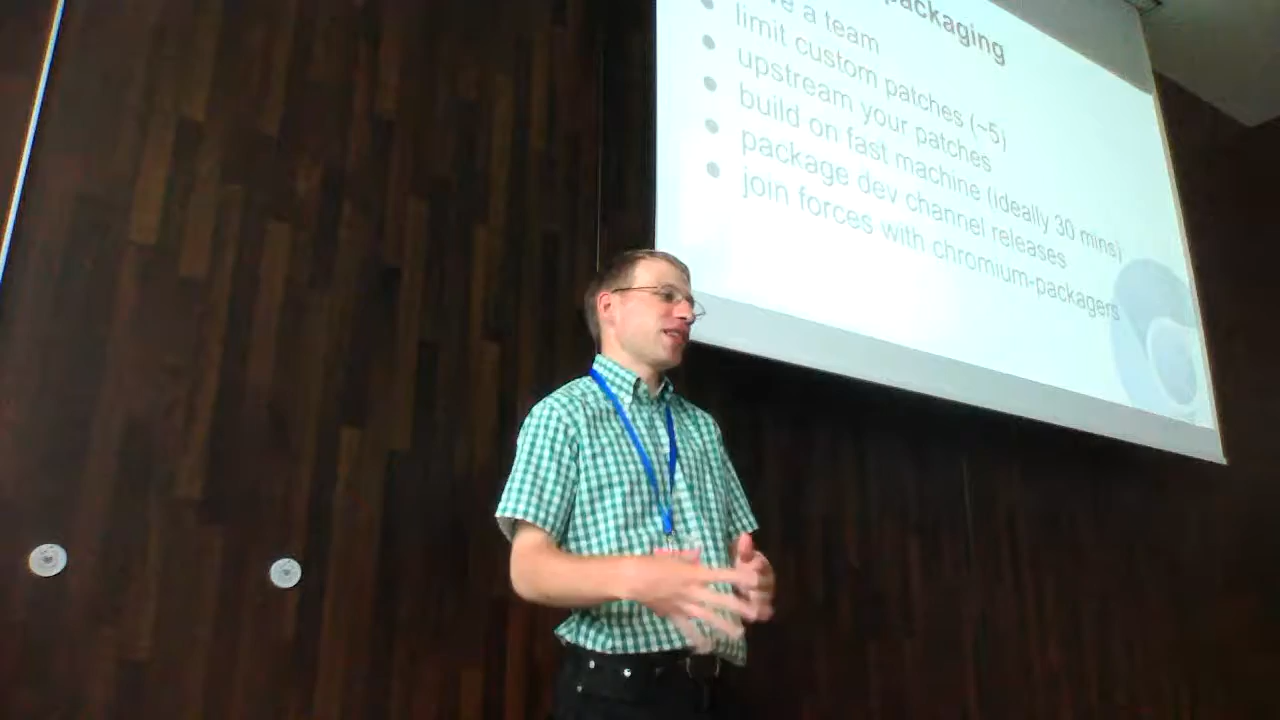 packaging
a team
limit custom patches (~5)
upstream your patches
build on fast machine (ideally 30 mins)
package dev channel releases
join forces with chromium-packagers